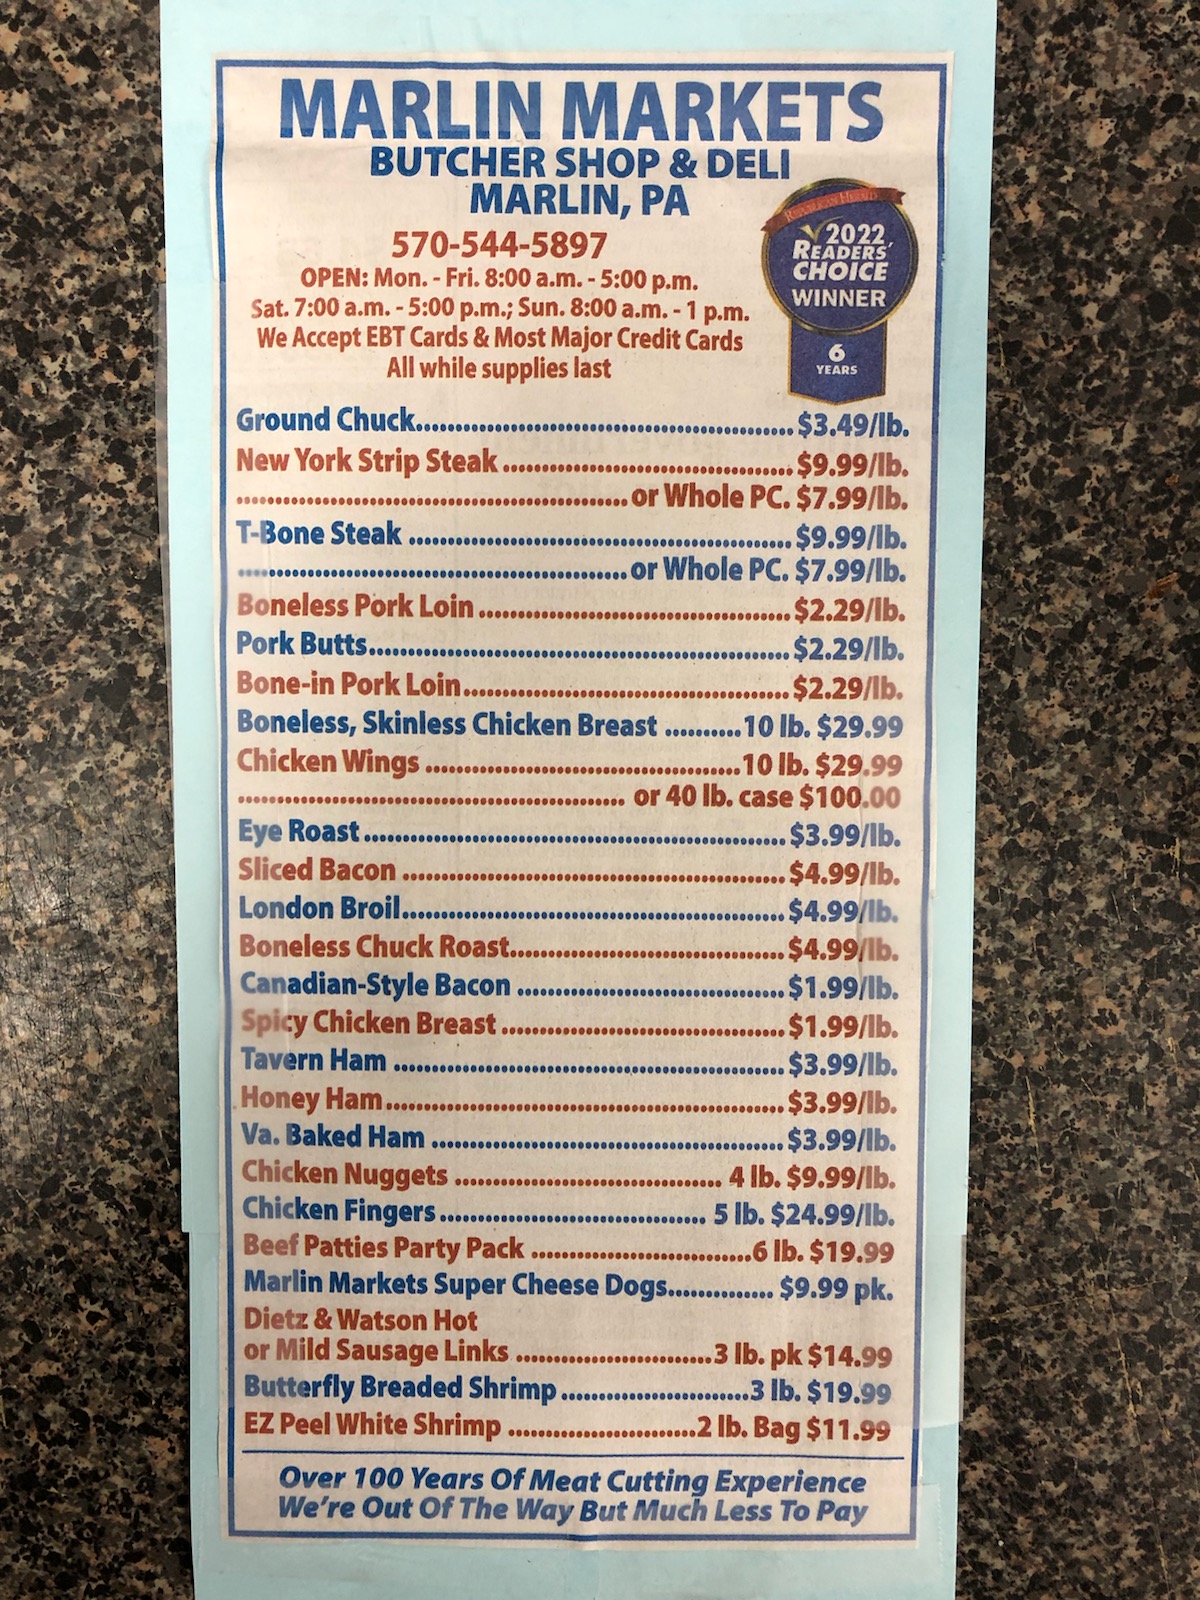 MARLIN MARKETS
BUTCHER SHOP & DELI
MARLIN, PA
570-544-5897
OPEN: Mon. - Fri. 8:00 a.m. - 5:00 p.m.
Sat. 7:00 a.m. - 5:00 p.m.; Sun. 8:00 a.m. - 1 p.m.
We Accept EBT Cards & Most Major Credit Cards
All while supplies last
REPUBLICAN HERALD
2022
READERS'
CHOICE
WINNER
6
YEARS
Ground Chuck.................................................. $3.49/lb.
New York Strip Steak ...................................... $9.99/lb.
................................................... or Whole PC. $7.99/lb.
T-Bone Steak .................................................. $9.99/lb.
................................................... or Whole PC. $7.99/lb.
Boneless Pork Loin ......................................... $2.29/lb.
Pork Butts....................................................... $2.29/lb.
Bone-in Pork Loin........................................... $2.29/lb.
Boneless, Skinless Chicken Breast ..........10 lb. $29.99
Chicken Wings .........................................10 lb. $29.99
................................................... or 40 lb. case $100.00
Eye Roast ....................................................... $3.99/lb.
Sliced Bacon .................................................. $4.99/lb.
London Broil.................................................. $4.99/lb.
Boneless Chuck Roast.................................... $4.99/lb.
Canadian-Style Bacon ................................... $1.99/lb.
Spicy Chicken Breast ..................................... $1.99/lb.
Tavern Ham ................................................... $3.99/lb.
Honey Ham.................................................... $3.99/lb.
Va. Baked Ham .............................................. $3.99/lb.
Chicken Nuggets ................................... 4 lb. $9.99/lb.
Chicken Fingers................................... 5 lb. $24.99/lb.
Beef Patties Party Pack .............................6 lb. $19.99
Marlin Markets Super Cheese Dogs.............. $9.99 pk.
Dietz & Watson Hot
or Mild Sausage Links ..........................3 lb. pk $14.99
Butterfly Breaded Shrimp .........................3 lb. $19.99
EZ Peel White Shrimp .........................2 lb. Bag $11.99
Over 100 Years Of Meat Cutting Experience
We're Out Of The Way But Much Less To Pay